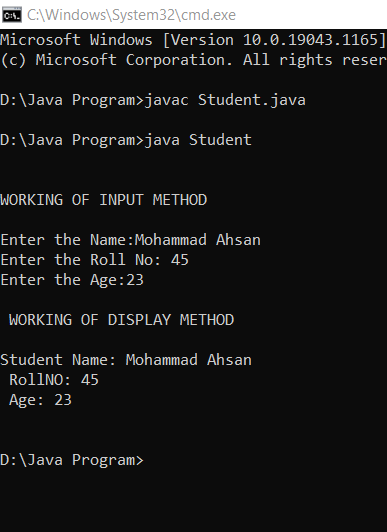 C:\Windows\System32\cmd.exe
Microsoft Windows [Version 10.0.19043.1165]
(c) Microsoft Corporation. All rights reser
D:\Java Program>javac Student.java
D:\Java Program>java Student
WORKING OF INPUT METHOD
Enter the Name:Mohammad Ahsan
Enter the Roll No: 45
Enter the Age:23
WORKING OF DISPLAY METHOD
Student Name: Mohammad Ahsan
RollNO: 45
Age: 23
D:\Java Program>